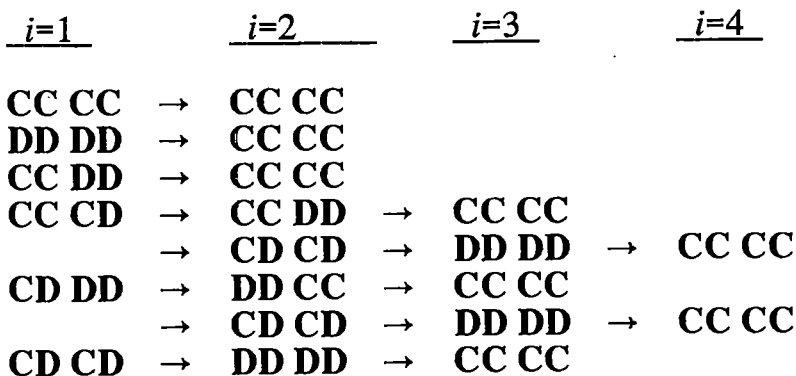 i=1 i=2 i=3 i=4
CC CC → CC CC
DD DD → CC CC
CC DD → CC CC
CC CD → CC DD → CC CC
→ CD CD → DD DD → CC CC
CD DD → DD CC → CC CC
→ CD CD → DD DD → CC CC
CD CD → DD DD → CC CC